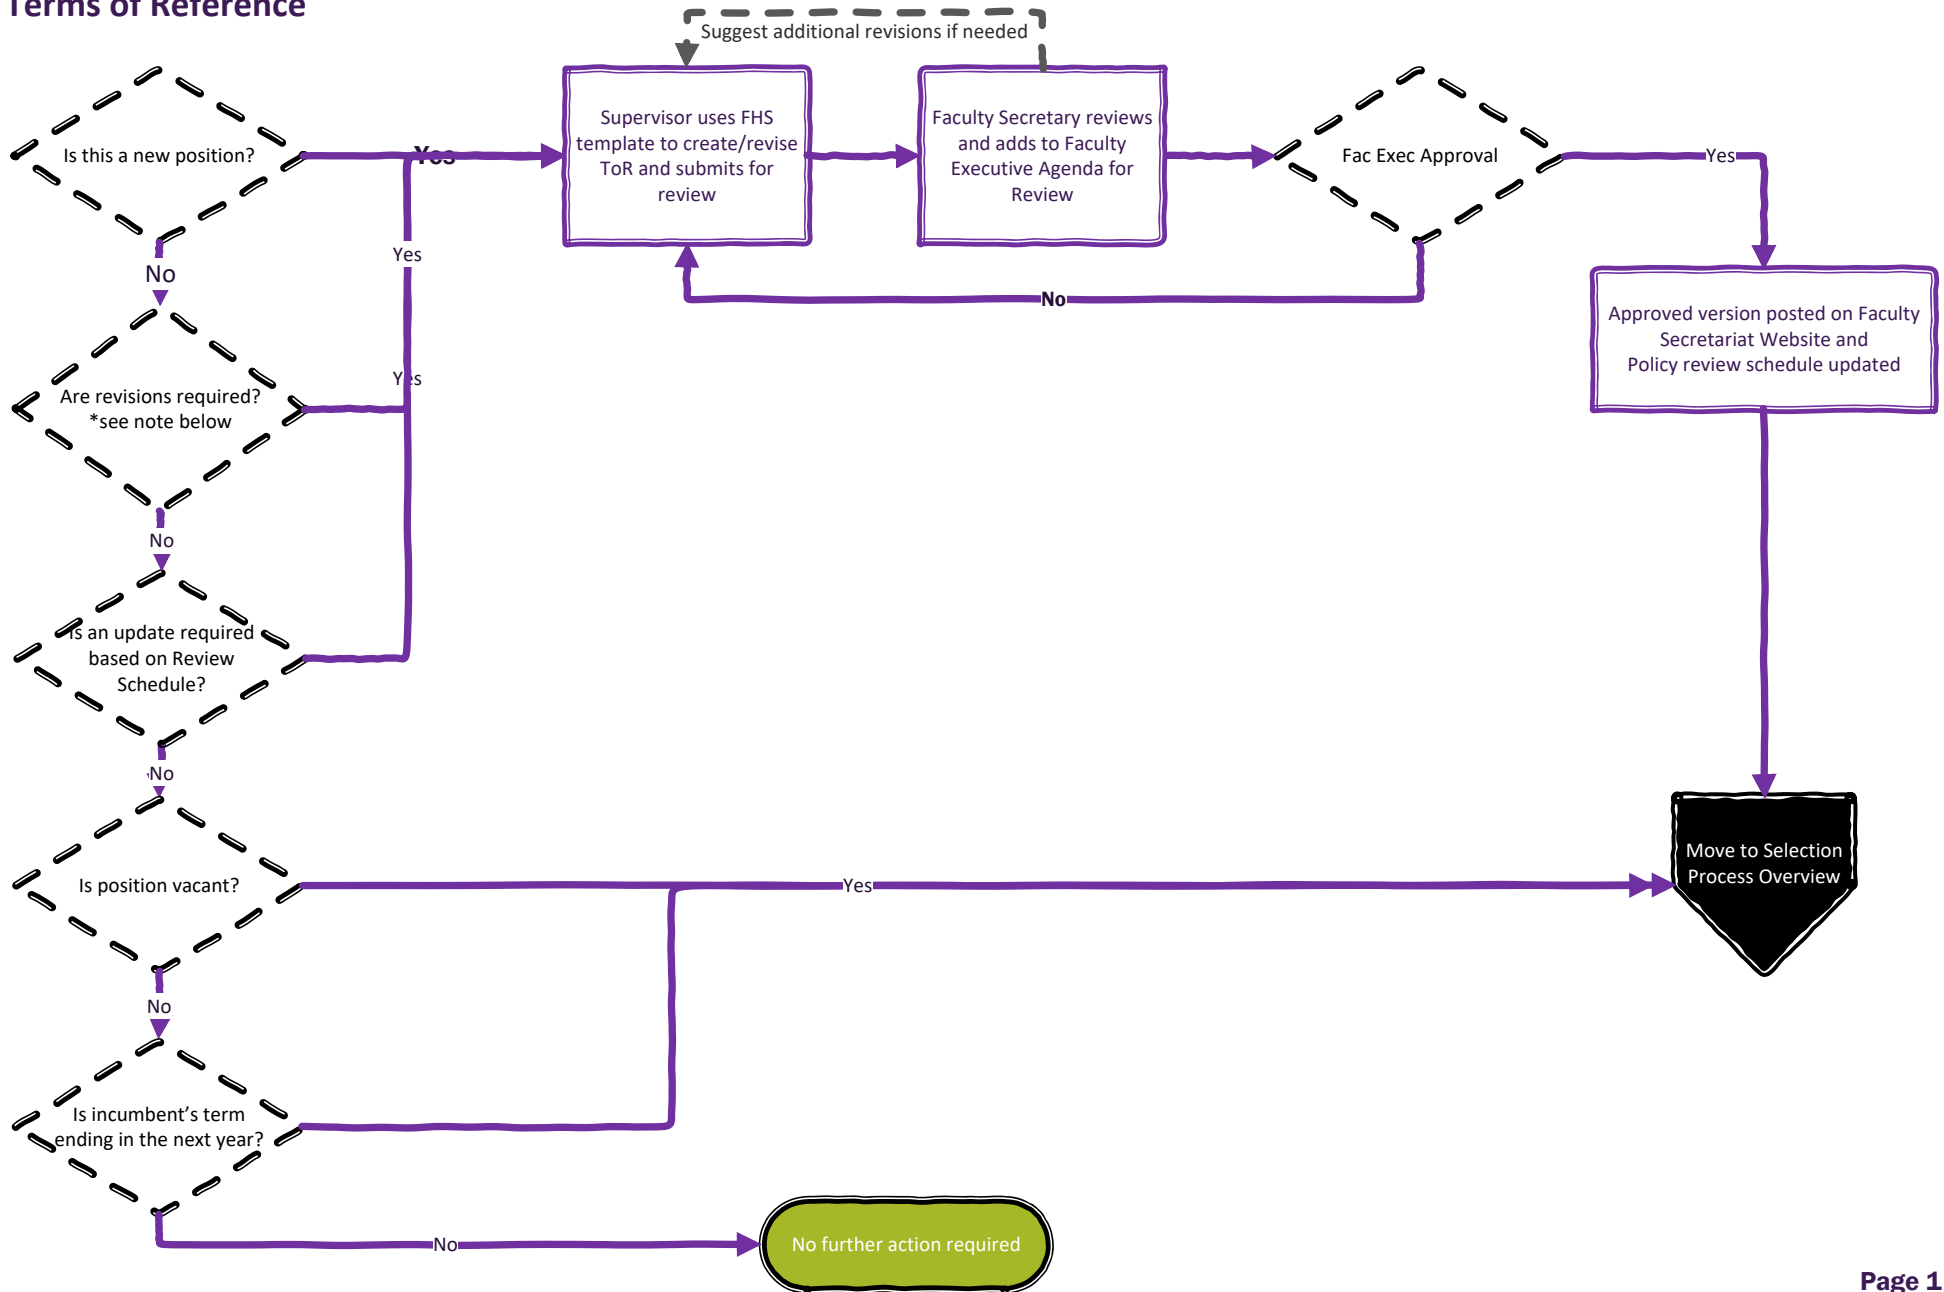 Terms of Reference
Suggest additional revisions if needed
Is this a new position?
Yes
Supervisor uses FHS
template to create/revise
ToR and submits for
review
Faculty Secretary reviews
and adds to Faculty
Executive Agenda for
Review
Fac Exec Approval
Yes
No
Yes
No
Approved version posted on Faculty
Secretariat Website and
Policy review schedule updated
Are revisions required?
*see note below
Yes
No
Is an update required
based on Review
Schedule?
No
Is position vacant?
Yes
Move to Selection
Process Overview
No
Is incumbent's term
ending in the next year?
No
No further action required
Page 1